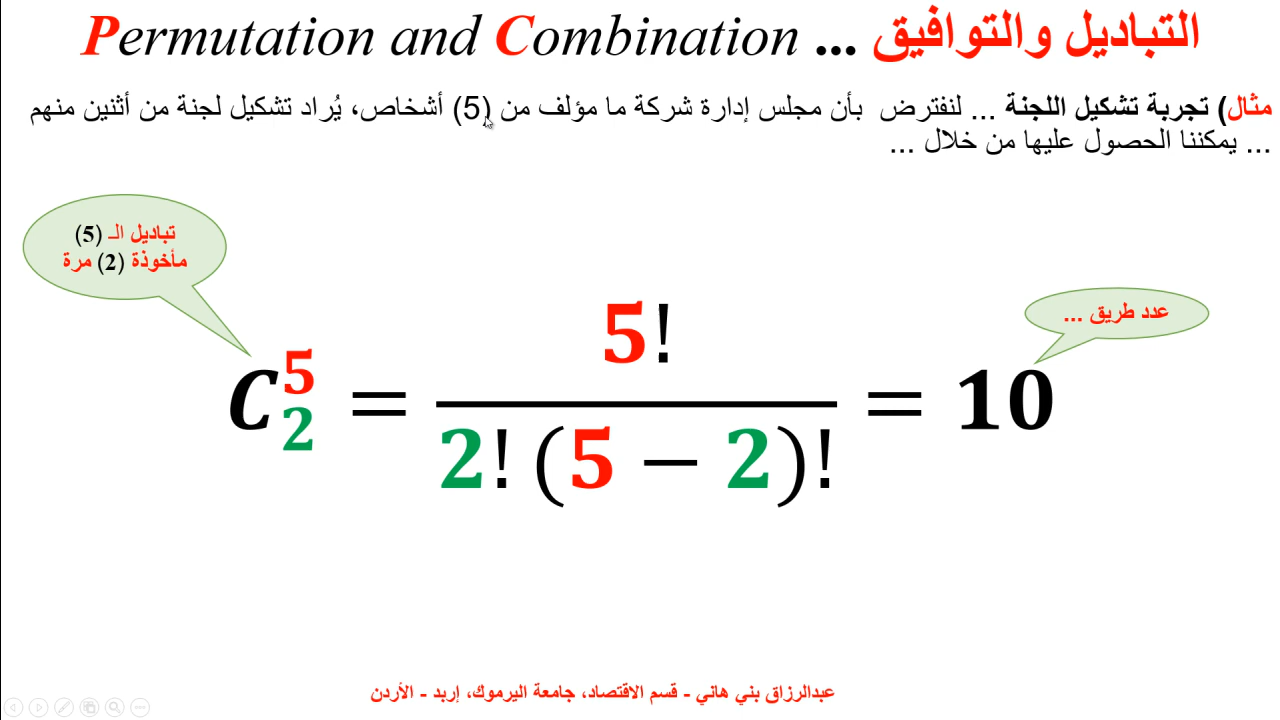 Permutation and Combination ... التباديل والتوافيق
مثال) تجربة تشكيل اللجنة ... لنفترض بأن مجلس إدارة شركة ما مؤلف من (5) أشخاص، يُراد تشكيل لجنة من أثنين منهم
... يمكننا الحصول عليها من خلال ...
تباديل الـ (5)
مأخوذة (2) مرة
عدد طريق ...
C 5 2 = 5! / 2! (5 − 2)! = 10
عبدالرزاق بني هاني - قسم الاقتصاد، جامعة اليرموك، إربد - الأردن